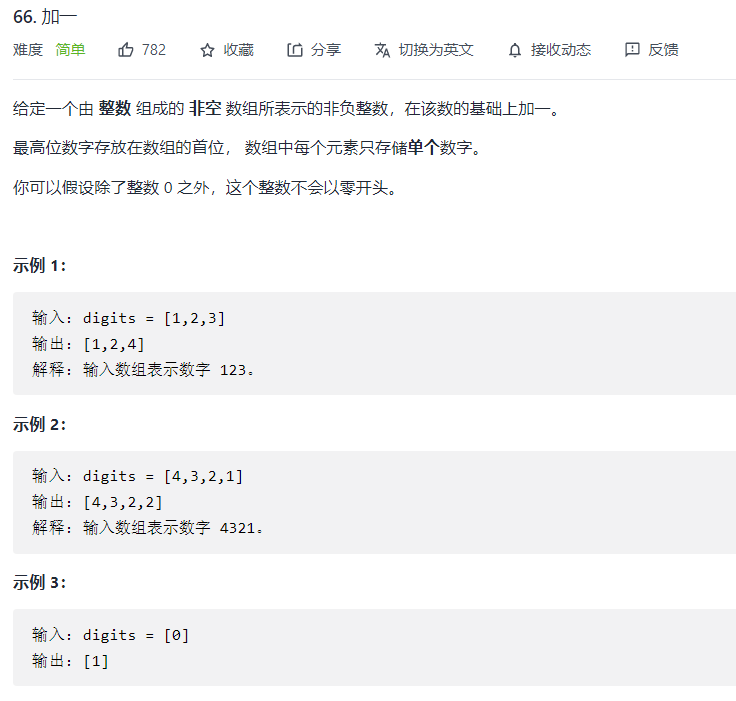 66. 加一
难度 简单 782 收藏 分享 切换为英文 接收动态 反馈
给定一个由 整数 组成的 非空 数组所表示的非负整数，在该数的基础上加一。
最高位数字存放在数组的首位， 数组中每个元素只存储单个数字。
你可以假设除了整数 0 之外，这个整数不会以零开头。
示例 1：
输入：digits = [1,2,3]
输出：[1,2,4]
解释：输入数组表示数字 123。
示例 2：
输入：digits = [4,3,2,1]
输出：[4,3,2,2]
解释：输入数组表示数字 4321。
示例 3：
输入：digits = [0]
输出：[1]